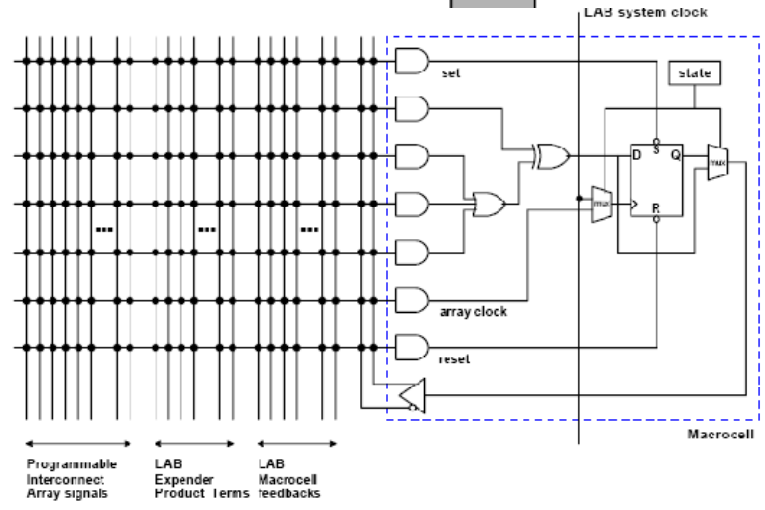 LAB system clock
set
state
D
S
Q
mux
mux
R
...
...
...
array clock
reset
Macrocell
Programmable
Interconnect
Array signals
LAB
Expender
Product Terms
LAB
Macrocell
feedbacks